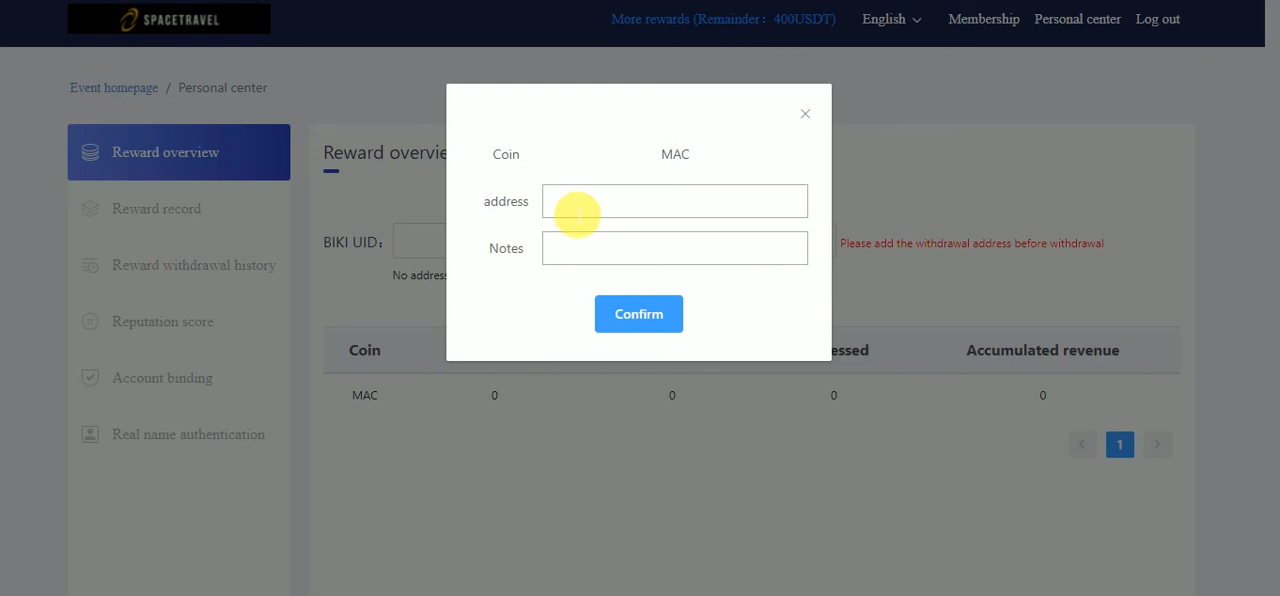 SPACETRAVEL
More rewards (Remainder： 400USDT)
English
Membership
Personal center
Log out
Event homepage / Personal center
Reward overview
Reward record
Reward withdrawal history
Reputation score
Account binding
Real name authentication
Reward overvie
BIKI UID：
No address
Please add the withdrawal address before withdrawal
Coin MAC
address
Notes
Confirm
Coin essed Accumulated revenue
MAC 0 0 0 0
1